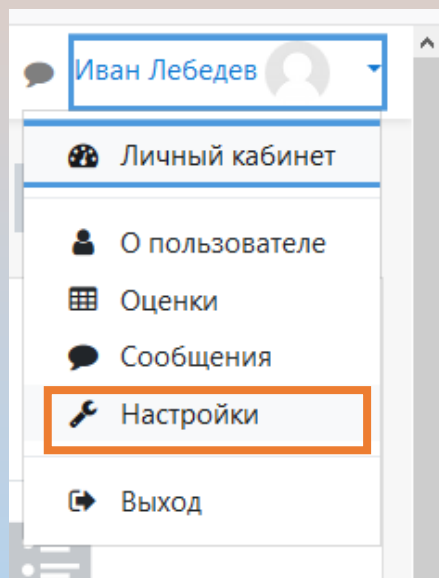 Иван Лебедев
Личный кабинет
О пользователе
Оценки
Сообщения
Настройки
Выход